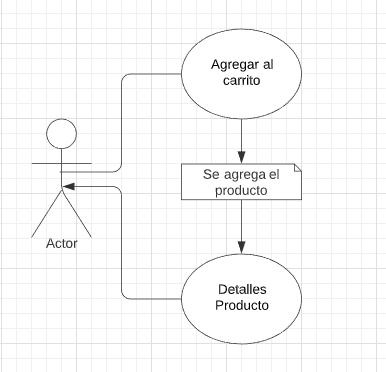 Agregar al
carrito
Se agrega el
producto
Actor
Detalles
Producto